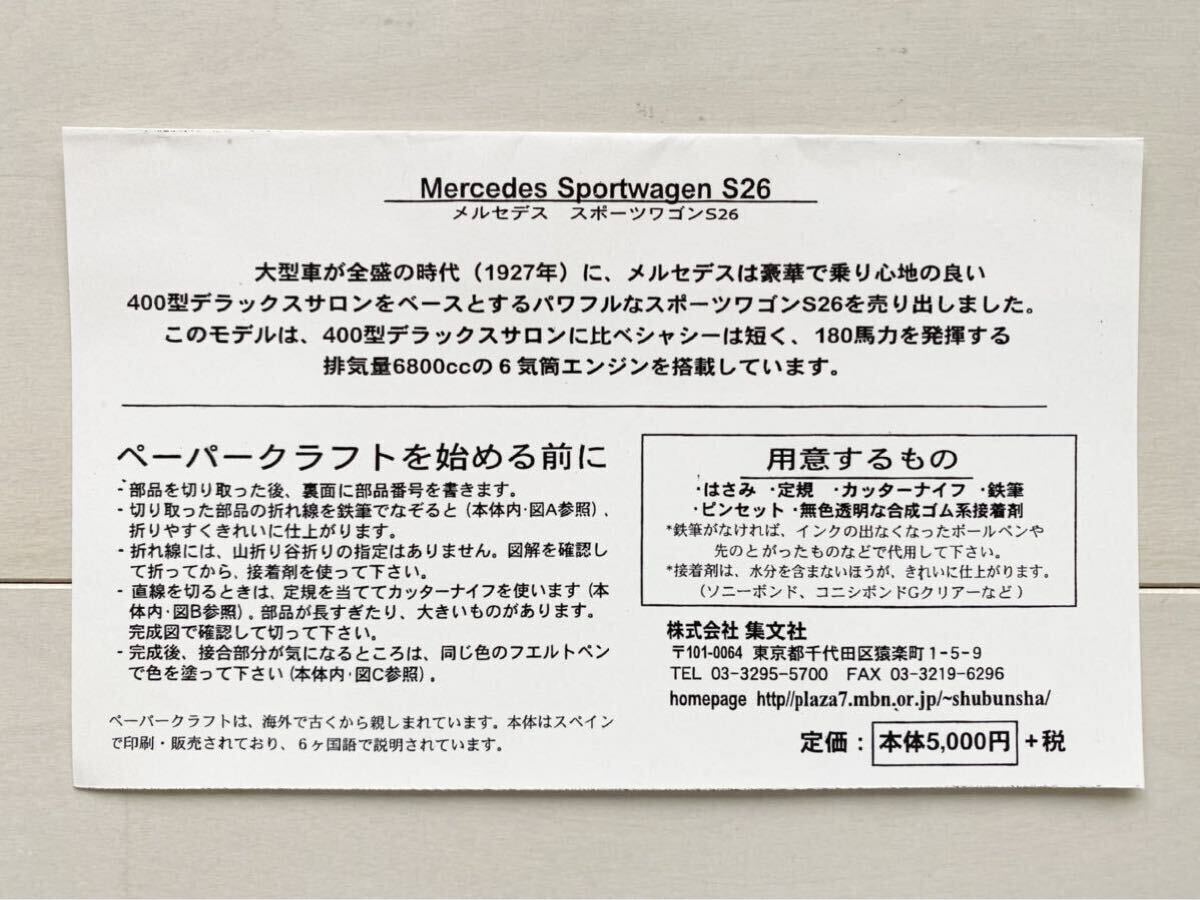 Mercedes Sportwagen S26
メルセデス スポーツワゴンS26
大型車が全盛の時代（1927年）に、メルセデスは豪華で乗り心地の良い
400型デラックスサロンをベースとするパワフルなスポーツワゴンS26を売り出しました。
このモデルは、400型デラックスサロンに比べシャシーは短く、180馬力を発揮する
排気量6800ccの６気筒エンジンを搭載しています。
ペーパークラフトを始める前に
・部品を切り取った後、裏面に部品番号を書きます。
・切り取った部品の折れ線を鉄筆でなぞると（本体内・図A参照）、
折りやすくきれいに仕上がります。
・折れ線には、山折り谷折りの指定はありません。図解を確認し
て折ってから、接着剤を使って下さい。
・直線を切るときは、定規を当ててカッターナイフを使います（本
体内・図B参照）。部品が長すぎたり、大きいものがあります。
完成図で確認して切って下さい。
・完成後、接合部分が気になるところは、同じ色のフエルトペン
で色を塗って下さい（本体内・図C参照）。
ペーパークラフトは、海外で古くから親しまれています。本体はスペイン
で印刷・販売されており、６ヶ国語で説明されています。
用意するもの
・はさみ ・定規 ・カッターナイフ ・鉄筆
・ピンセット ・無色透明な合成ゴム系接着剤
*鉄筆がなければ、インクの出なくなったボールペンや
先のとがったものなどで代用して下さい。
*接着剤は、水分を含まないほうが、きれいに仕上がります。
（ソニーボンド、コニシボンドGクリアーなど）
株式会社 集文社
〒101-0064 東京都千代田区猿楽町１-５-９
TEL 03-3295-5700 FAX 03-3219-6296
homepage http//plaza7.mbn.or.jp/~shubunsha/
定価：本体5,000円+税